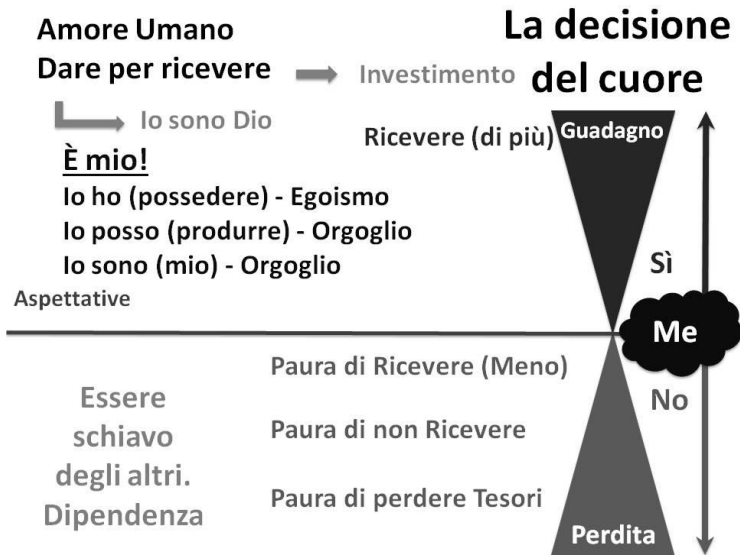 La decisione
del cuore
Amore Umano
Dare per ricevere
Investimento
Io sono Dio
Ricevere (di più)
Guadagno
È mio!
Io ho (possedere) - Egoismo
Io posso (produrre) - Orgoglio
Io sono (mio) - Orgoglio
Sì
Aspettative
Me
Paura di Ricevere (Meno)
No
Essere
schiavo
degli altri.
Dipendenza
Paura di non Ricevere
Paura di perdere Tesori
Perdita